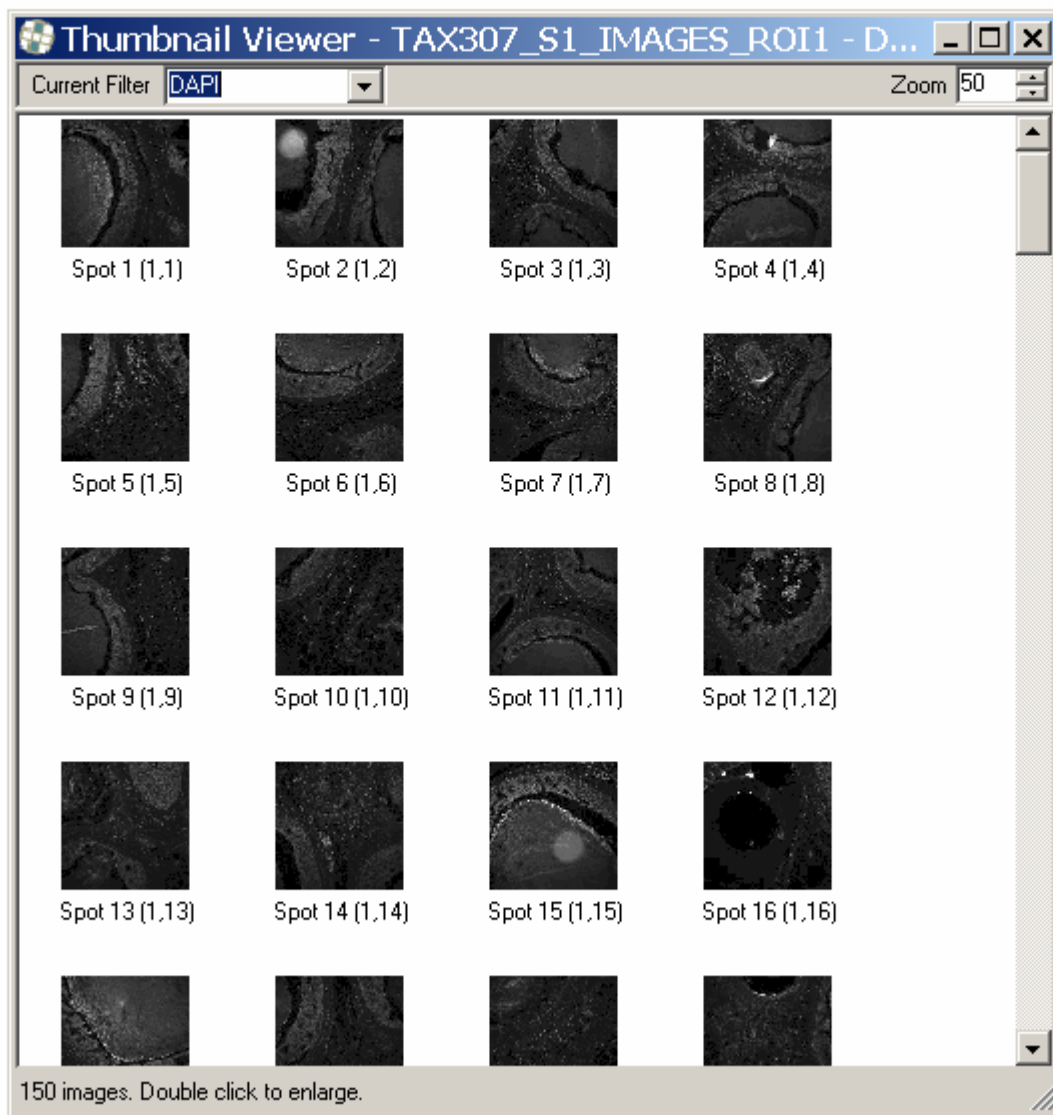 Thumbnail Viewer - TAX307_S1_IMAGES_ROI1 - D...
Current Filter DAPI Zoom 50
Spot 1 (1,1) Spot 2 (1,2) Spot 3 (1,3) Spot 4 (1,4)
Spot 5 (1,5) Spot 6 (1,6) Spot 7 (1,7) Spot 8 (1,8)
Spot 9 (1,9) Spot 10 (1,10) Spot 11 (1,11) Spot 12 (1,12)
Spot 13 (1,13) Spot 14 (1,14) Spot 15 (1,15) Spot 16 (1,16)
150 images. Double click to enlarge.